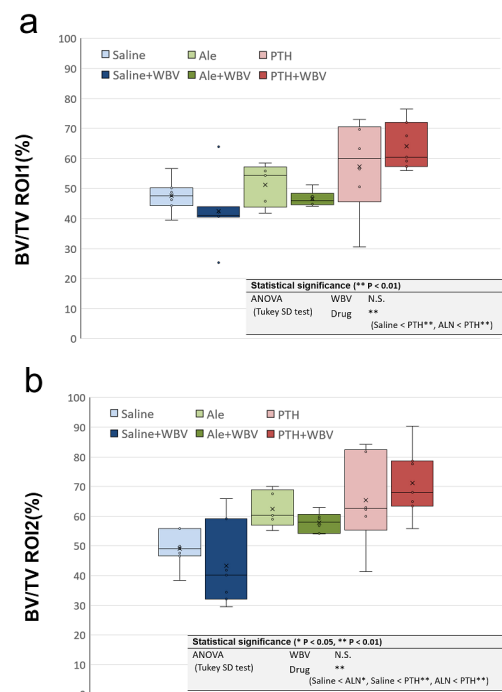 a
100
90
80
70
60
50
40
30
20
10
0
BV/TV ROI1(%)
Saline Ale PTH
Saline+WBV Ale+WBV PTH+WBV
Statistical significance (** P < 0.01)
ANOVA WBV N.S.
(Tukey SD test) Drug **
(Saline < PTH**, ALN < PTH**)
b
100
90
80
70
60
50
40
30
20
10
0
BV/TV ROI2(%)
Saline Ale PTH
Saline+WBV Ale+WBV PTH+WBV
Statistical significance (* P < 0.05, ** P < 0.01)
ANOVA WBV N.S.
(Tukey SD test) Drug **
(Saline < ALN*, Saline < PTH**, ALN < PTH**)